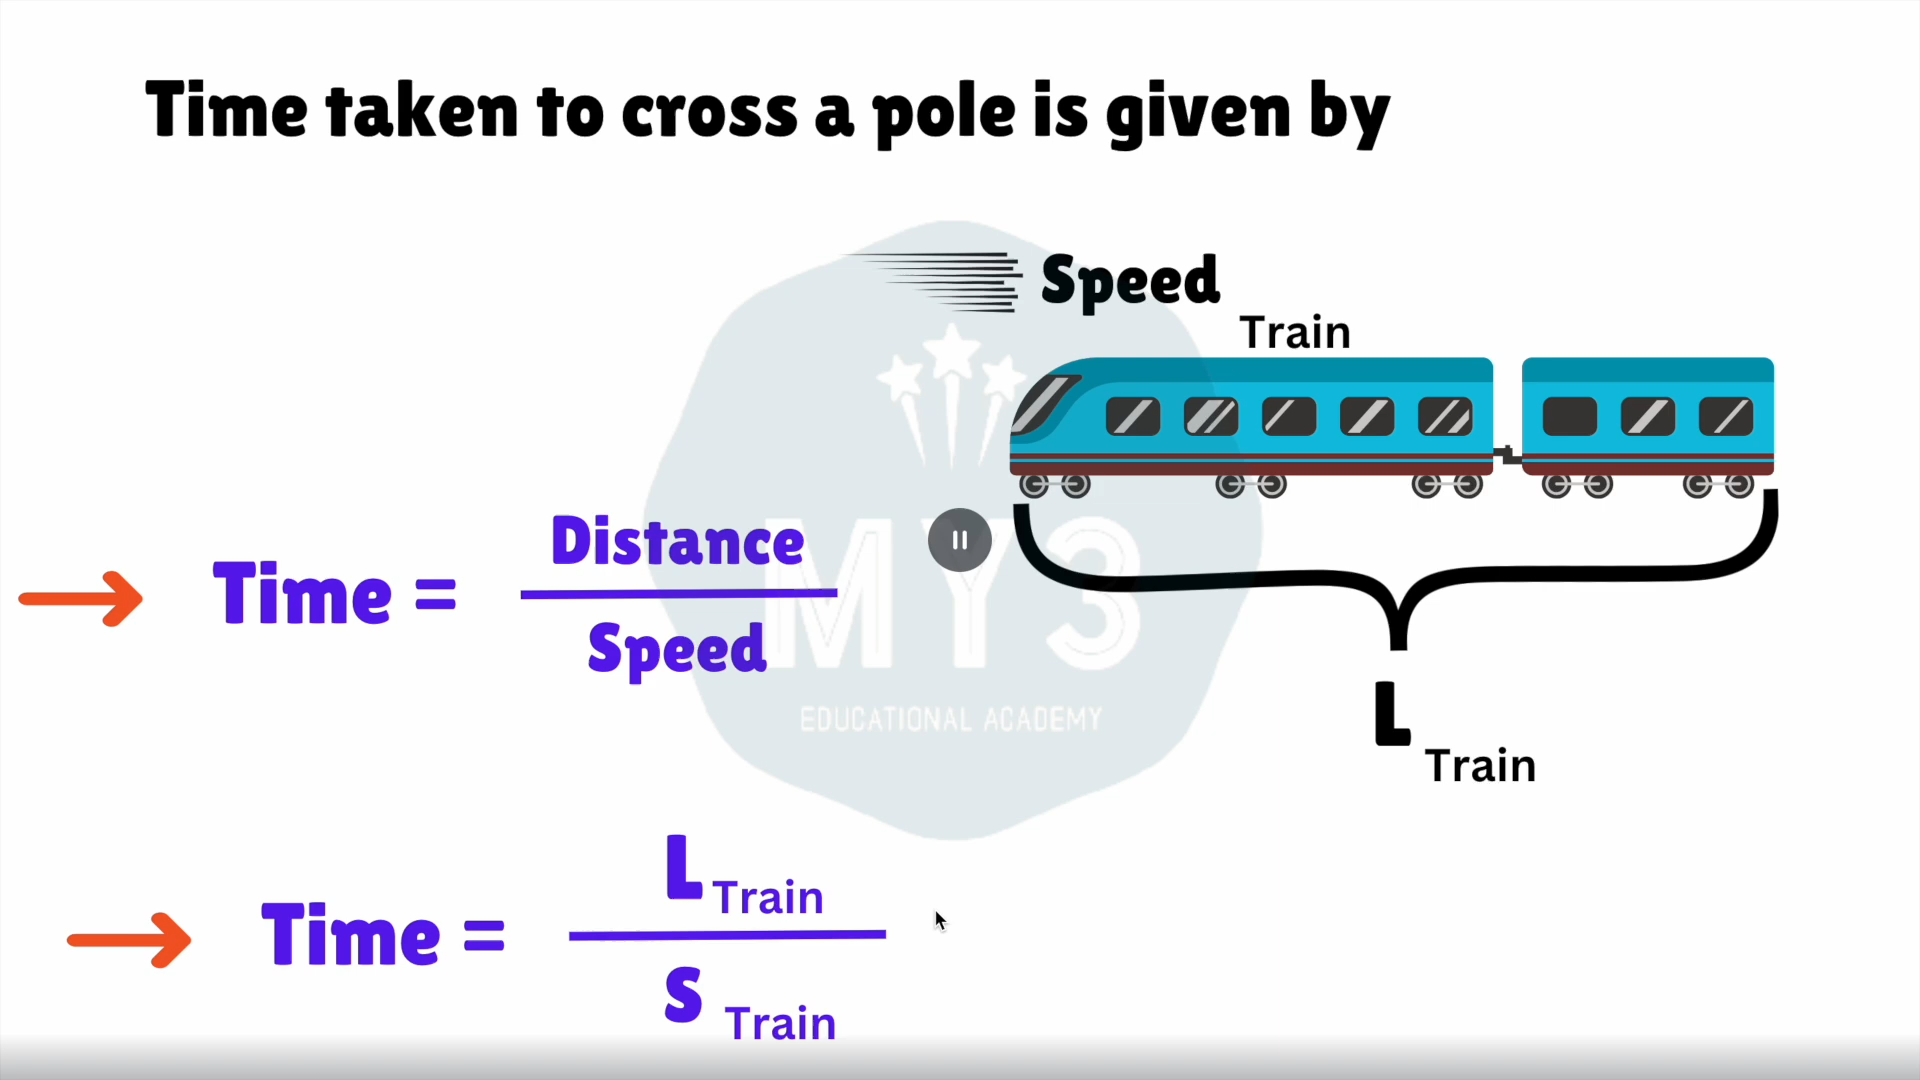 Time taken to cross a pole is given by
Speed Train
Time = Distance / Speed
L Train
Time = L Train / S Train
MY3
EDUCATIONAL ACADEMY